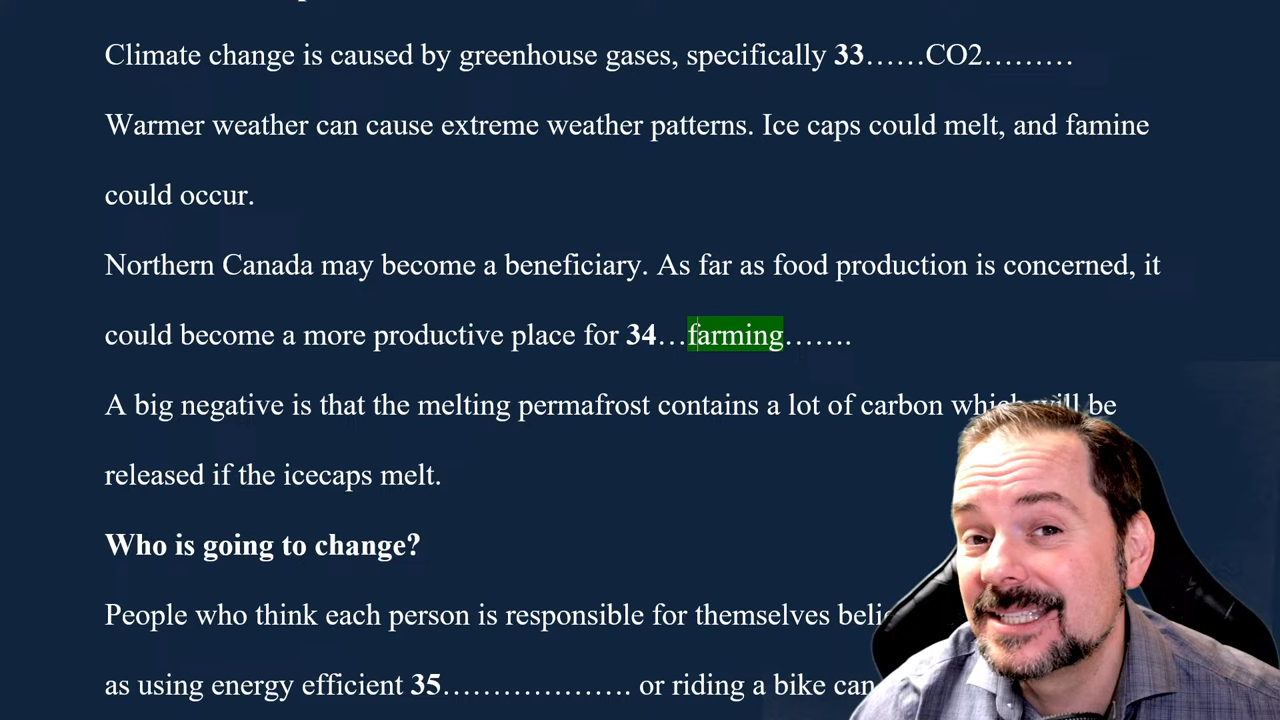 Climate change is caused by greenhouse gases, specifically 33……CO2………
Warmer weather can cause extreme weather patterns. Ice caps could melt, and famine
could occur.
Northern Canada may become a beneficiary. As far as food production is concerned, it
could become a more productive place for 34…farming…….
A big negative is that the melting permafrost contains a lot of carbon which will be
released if the icecaps melt.
Who is going to change?
People who think each person is responsible for themselves
as using energy efficient 35………………. or riding a bike can